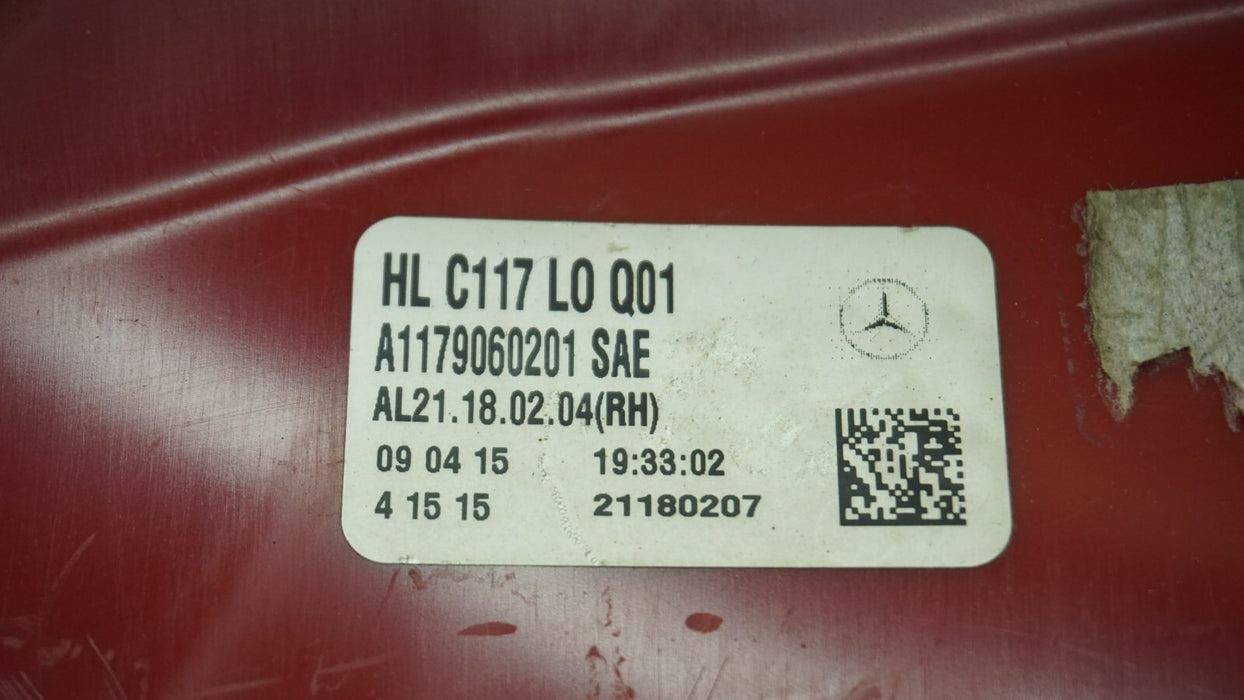 HL C117 LO Q01
A1179060201 SAE
AL21.18.02.04(RH)
09 04 15 19:33:02
4 15 15 21180207